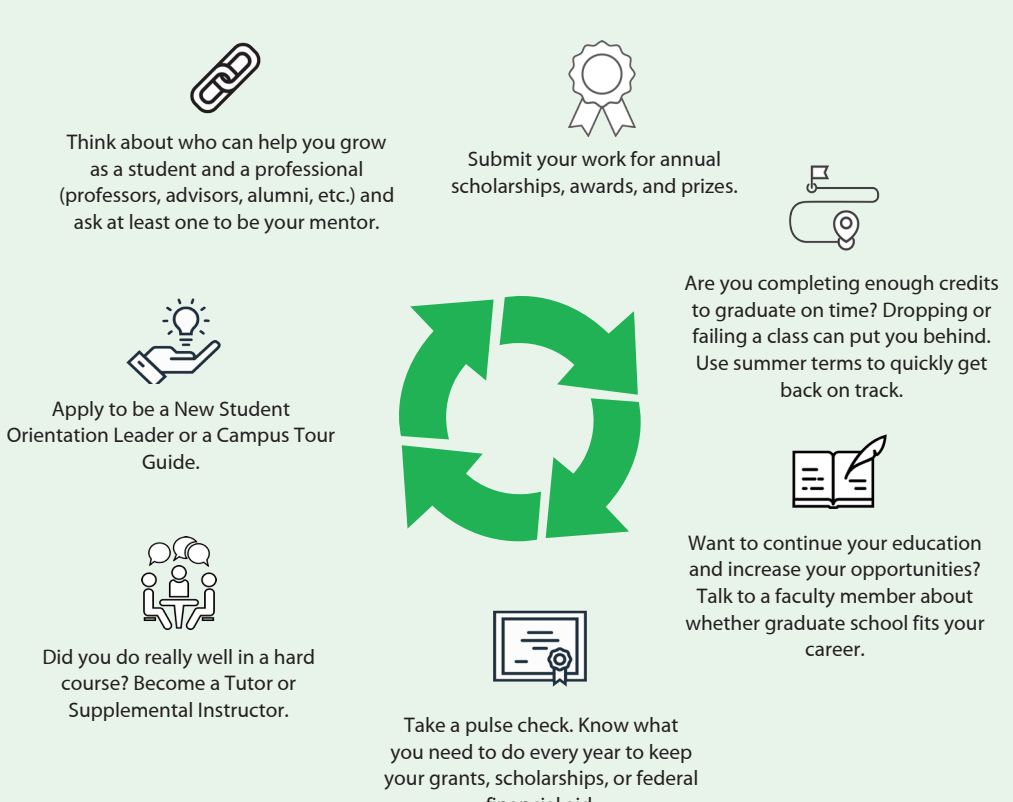 Think about who can help you grow
as a student and a professional
(professors, advisors, alumni, etc.) and
ask at least one to be your mentor.
Submit your work for annual
scholarships, awards, and prizes.
Are you completing enough credits
to graduate on time? Dropping or
failing a class can put you behind.
Use summer terms to quickly get
back on track.
Apply to be a New Student
Orientation Leader or a Campus Tour
Guide.
Want to continue your education
and increase your opportunities?
Talk to a faculty member about
whether graduate school fits your
career.
Did you do really well in a hard
course? Become a Tutor or
Supplemental Instructor.
Take a pulse check. Know what
you need to do every year to keep
your grants, scholarships, or federal
financial aid